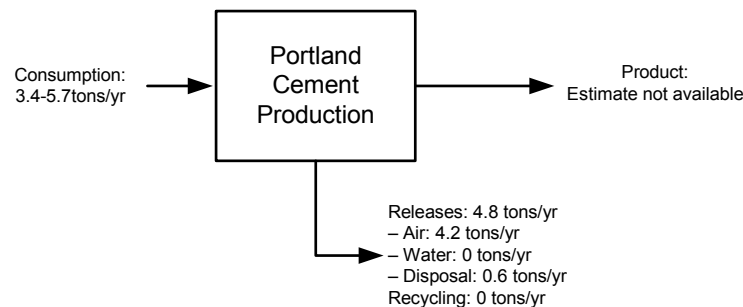 Portland
Cement
Production
Consumption:
3.4-5.7tons/yr
Product:
Estimate not available
Releases: 4.8 tons/yr
– Air: 4.2 tons/yr
– Water: 0 tons/yr
– Disposal: 0.6 tons/yr
Recycling: 0 tons/yr